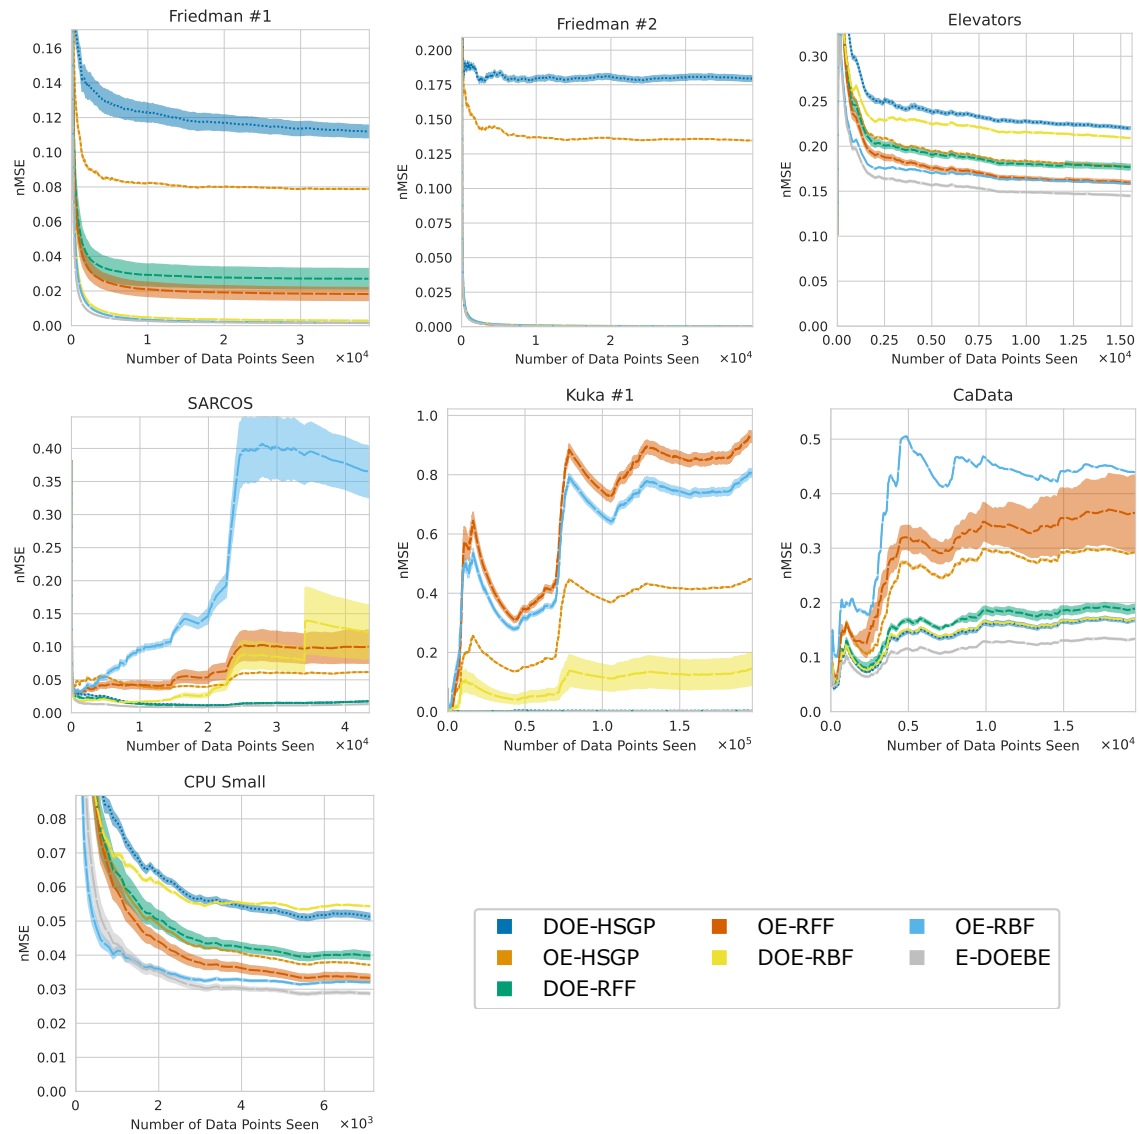 Friedman #1
0.16
0.14
0.12
0.10
0.08
0.06
0.04
0.02
0.00
nMSE
0 1 2 3
Number of Data Points Seen ×10⁴
Friedman #2
0.200
0.175
0.150
0.125
0.100
0.075
0.050
0.025
0.000
nMSE
0 1 2 3
Number of Data Points Seen ×10⁴
Elevators
0.30
0.25
0.20
0.15
0.10
0.05
0.00
nMSE
0.00 0.25 0.50 0.75 1.00 1.25 1.50
Number of Data Points Seen ×10⁴
SARCOS
0.40
0.35
0.30
0.25
0.20
0.15
0.10
0.05
0.00
nMSE
0 1 2 3 4
Number of Data Points Seen ×10⁴
Kuka #1
1.0
0.8
0.6
0.4
0.2
0.0
nMSE
0.0 0.5 1.0 1.5
Number of Data Points Seen ×10⁵
CaData
0.5
0.4
0.3
0.2
0.1
0.0
nMSE
0.0 0.5 1.0 1.5
Number of Data Points Seen ×10⁴
CPU Small
0.08
0.07
0.06
0.05
0.04
0.03
0.02
0.01
0.00
nMSE
0 2 4 6
Number of Data Points Seen ×10³
DOE-HSGP OE-RFF OE-RBF
OE-HSGP DOE-RBF E-DOEBE
DOE-RFF